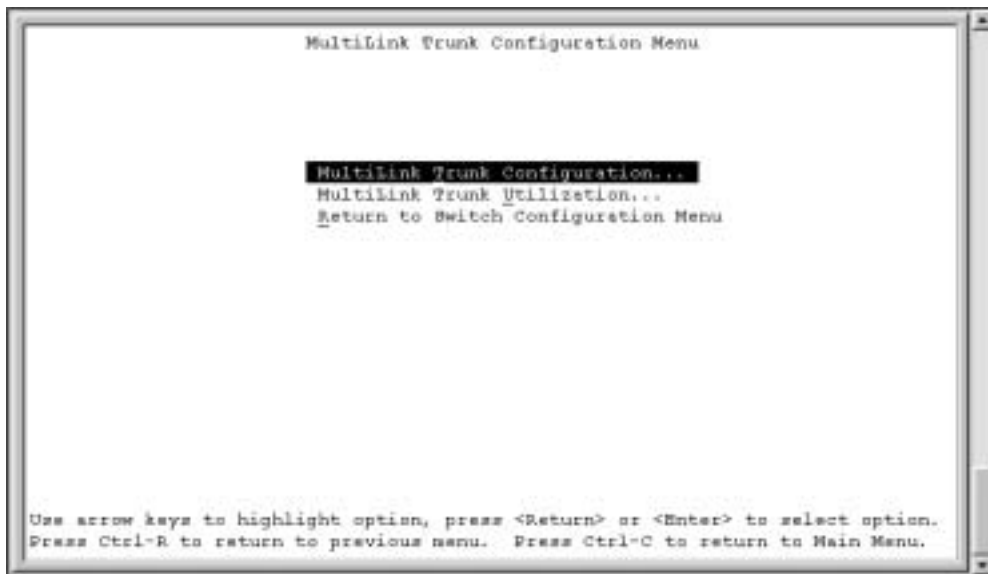 MultiLink Trunk Configuration Menu
MultiLink Trunk Configuration...
MultiLink Trunk Utilization...
Return to Switch Configuration Menu
Use arrow keys to highlight option, press <Return> or <Enter> to select option.
Press Ctrl-R to return to previous menu. Press Ctrl-C to return to Main Menu.